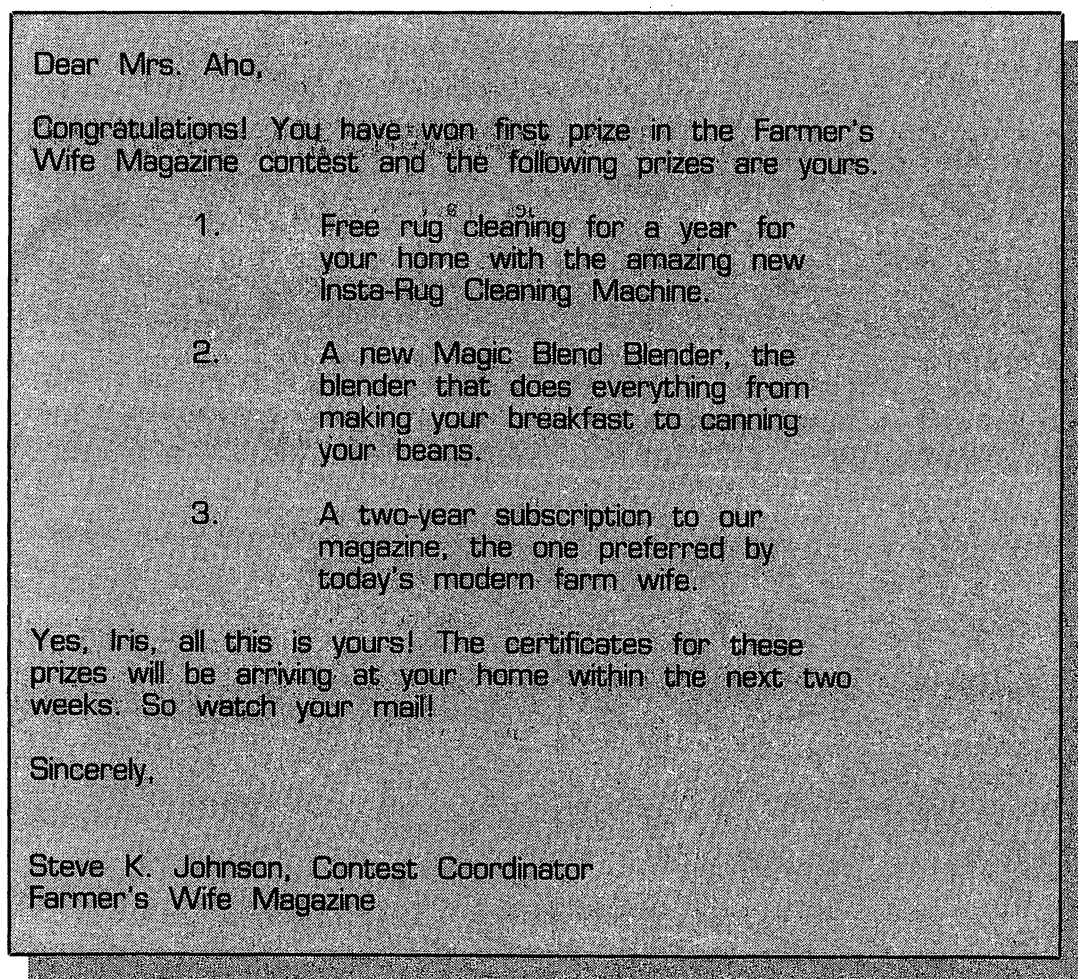 Dear Mrs. Aho,
Congratulations! You have won first prize in the Farmer's
Wife Magazine contest and the following prizes are yours.
1. Free rug cleaning for a year for
your home with the amazing new
Insta-Rug Cleaning Machine.
2. A new Magic Blend Blender, the
blender that does everything from
making your breakfast to canning
your beans.
3. A two-year subscription to our
magazine, the one preferred by
today's modern farm wife.
Yes, Iris, all this is yours! The certificates for these
prizes will be arriving at your home within the next two
weeks. So watch your mail!
Sincerely,
Steve K. Johnson, Contest Coordinator
Farmer's Wife Magazine